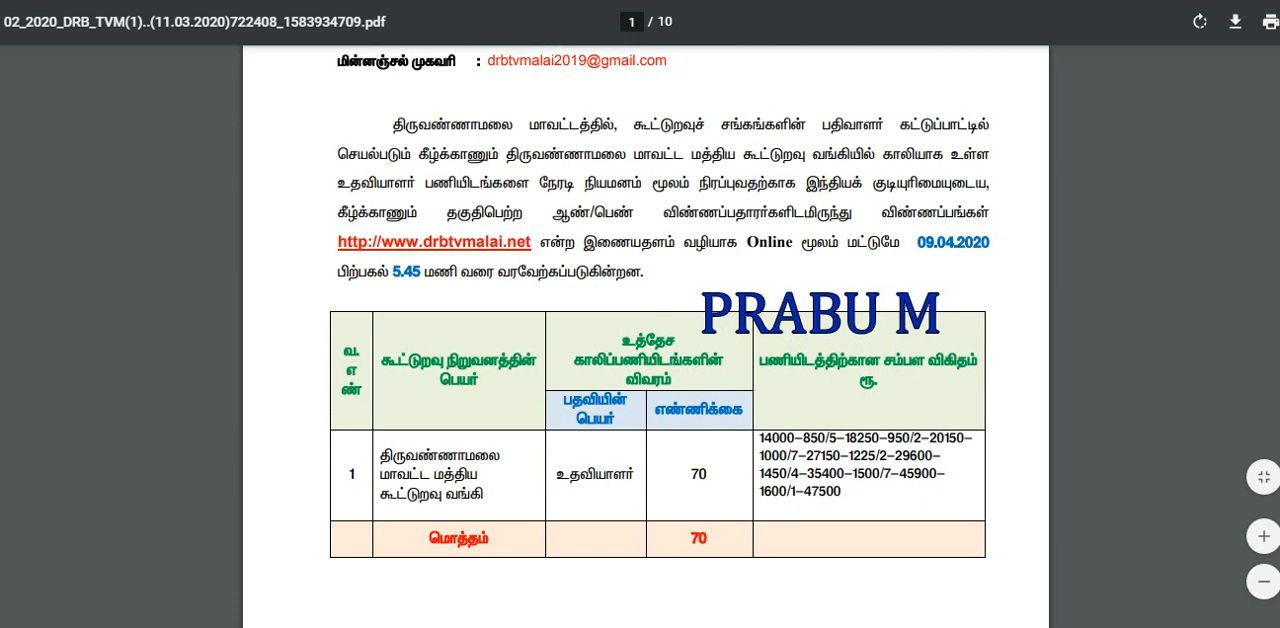 02_2020_DRB_TVM(1)..(11.03.2020)722408_1583934709.pdf
1 / 10
மின்னஞ்சல் முகவரி : drbtvmalai2019@gmail.com
திருவண்ணாமலை மாவட்டத்தில், கூட்டுறவுச் சங்கங்களின் பதிவாளர் கட்டுப்பாட்டில்
செயல்படும் கீழ்க்காணும் திருவண்ணாமலை மாவட்ட மத்திய கூட்டுறவு வங்கியில் காலியாக உள்ள
உதவியாளர் பணியிடங்களை நேரடி நியமனம் மூலம் நிரப்புவதற்காக இந்தியக் குடியுரிமையுடைய,
கீழ்க்காணும் தகுதிபெற்ற ஆண்/பெண் விண்ணப்பதாரர்களிடமிருந்து விண்ணப்பங்கள்
http://www.drbtvmalai.net என்ற இணையதளம் வழியாக Online மூலம் மட்டுமே 09.04.2020
பிற்பகல் 5.45 மணி வரை வரவேற்கப்படுகின்றன.
PRABU M
வ.
எ
ண்
கூட்டுறவு நிறுவனத்தின்
பெயர்
உத்தேச
காலிப்பணியிடங்களின்
விவரம்
பதவியின்
பெயர்
எண்ணிக்கை
பணியிடத்திற்கான சம்பள விகிதம்
ரூ.
1
திருவண்ணாமலை
மாவட்ட மத்திய
கூட்டுறவு வங்கி
உதவியாளர்
70
14000–850/5–18250–950/2–20150–
1000/7–27150–1225/2–29600–
1450/4–35400–1500/7–45900–
1600/1–47500
மொத்தம்
70